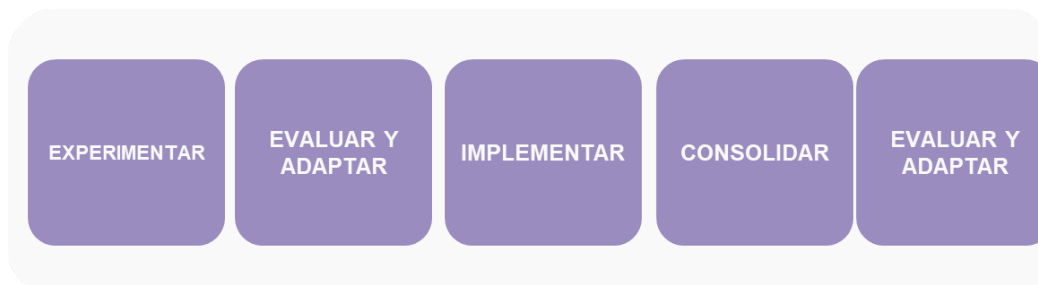 EXPERIMENTAR
EVALUAR Y
ADAPTAR
IMPLEMENTAR
CONSOLIDAR
EVALUAR Y
ADAPTAR